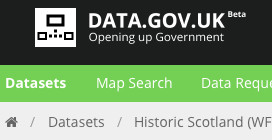 DATA.GOV.UK Beta
Opening up Government
Datasets Map Search Data Reque
/ Datasets / Historic Scotland (WF